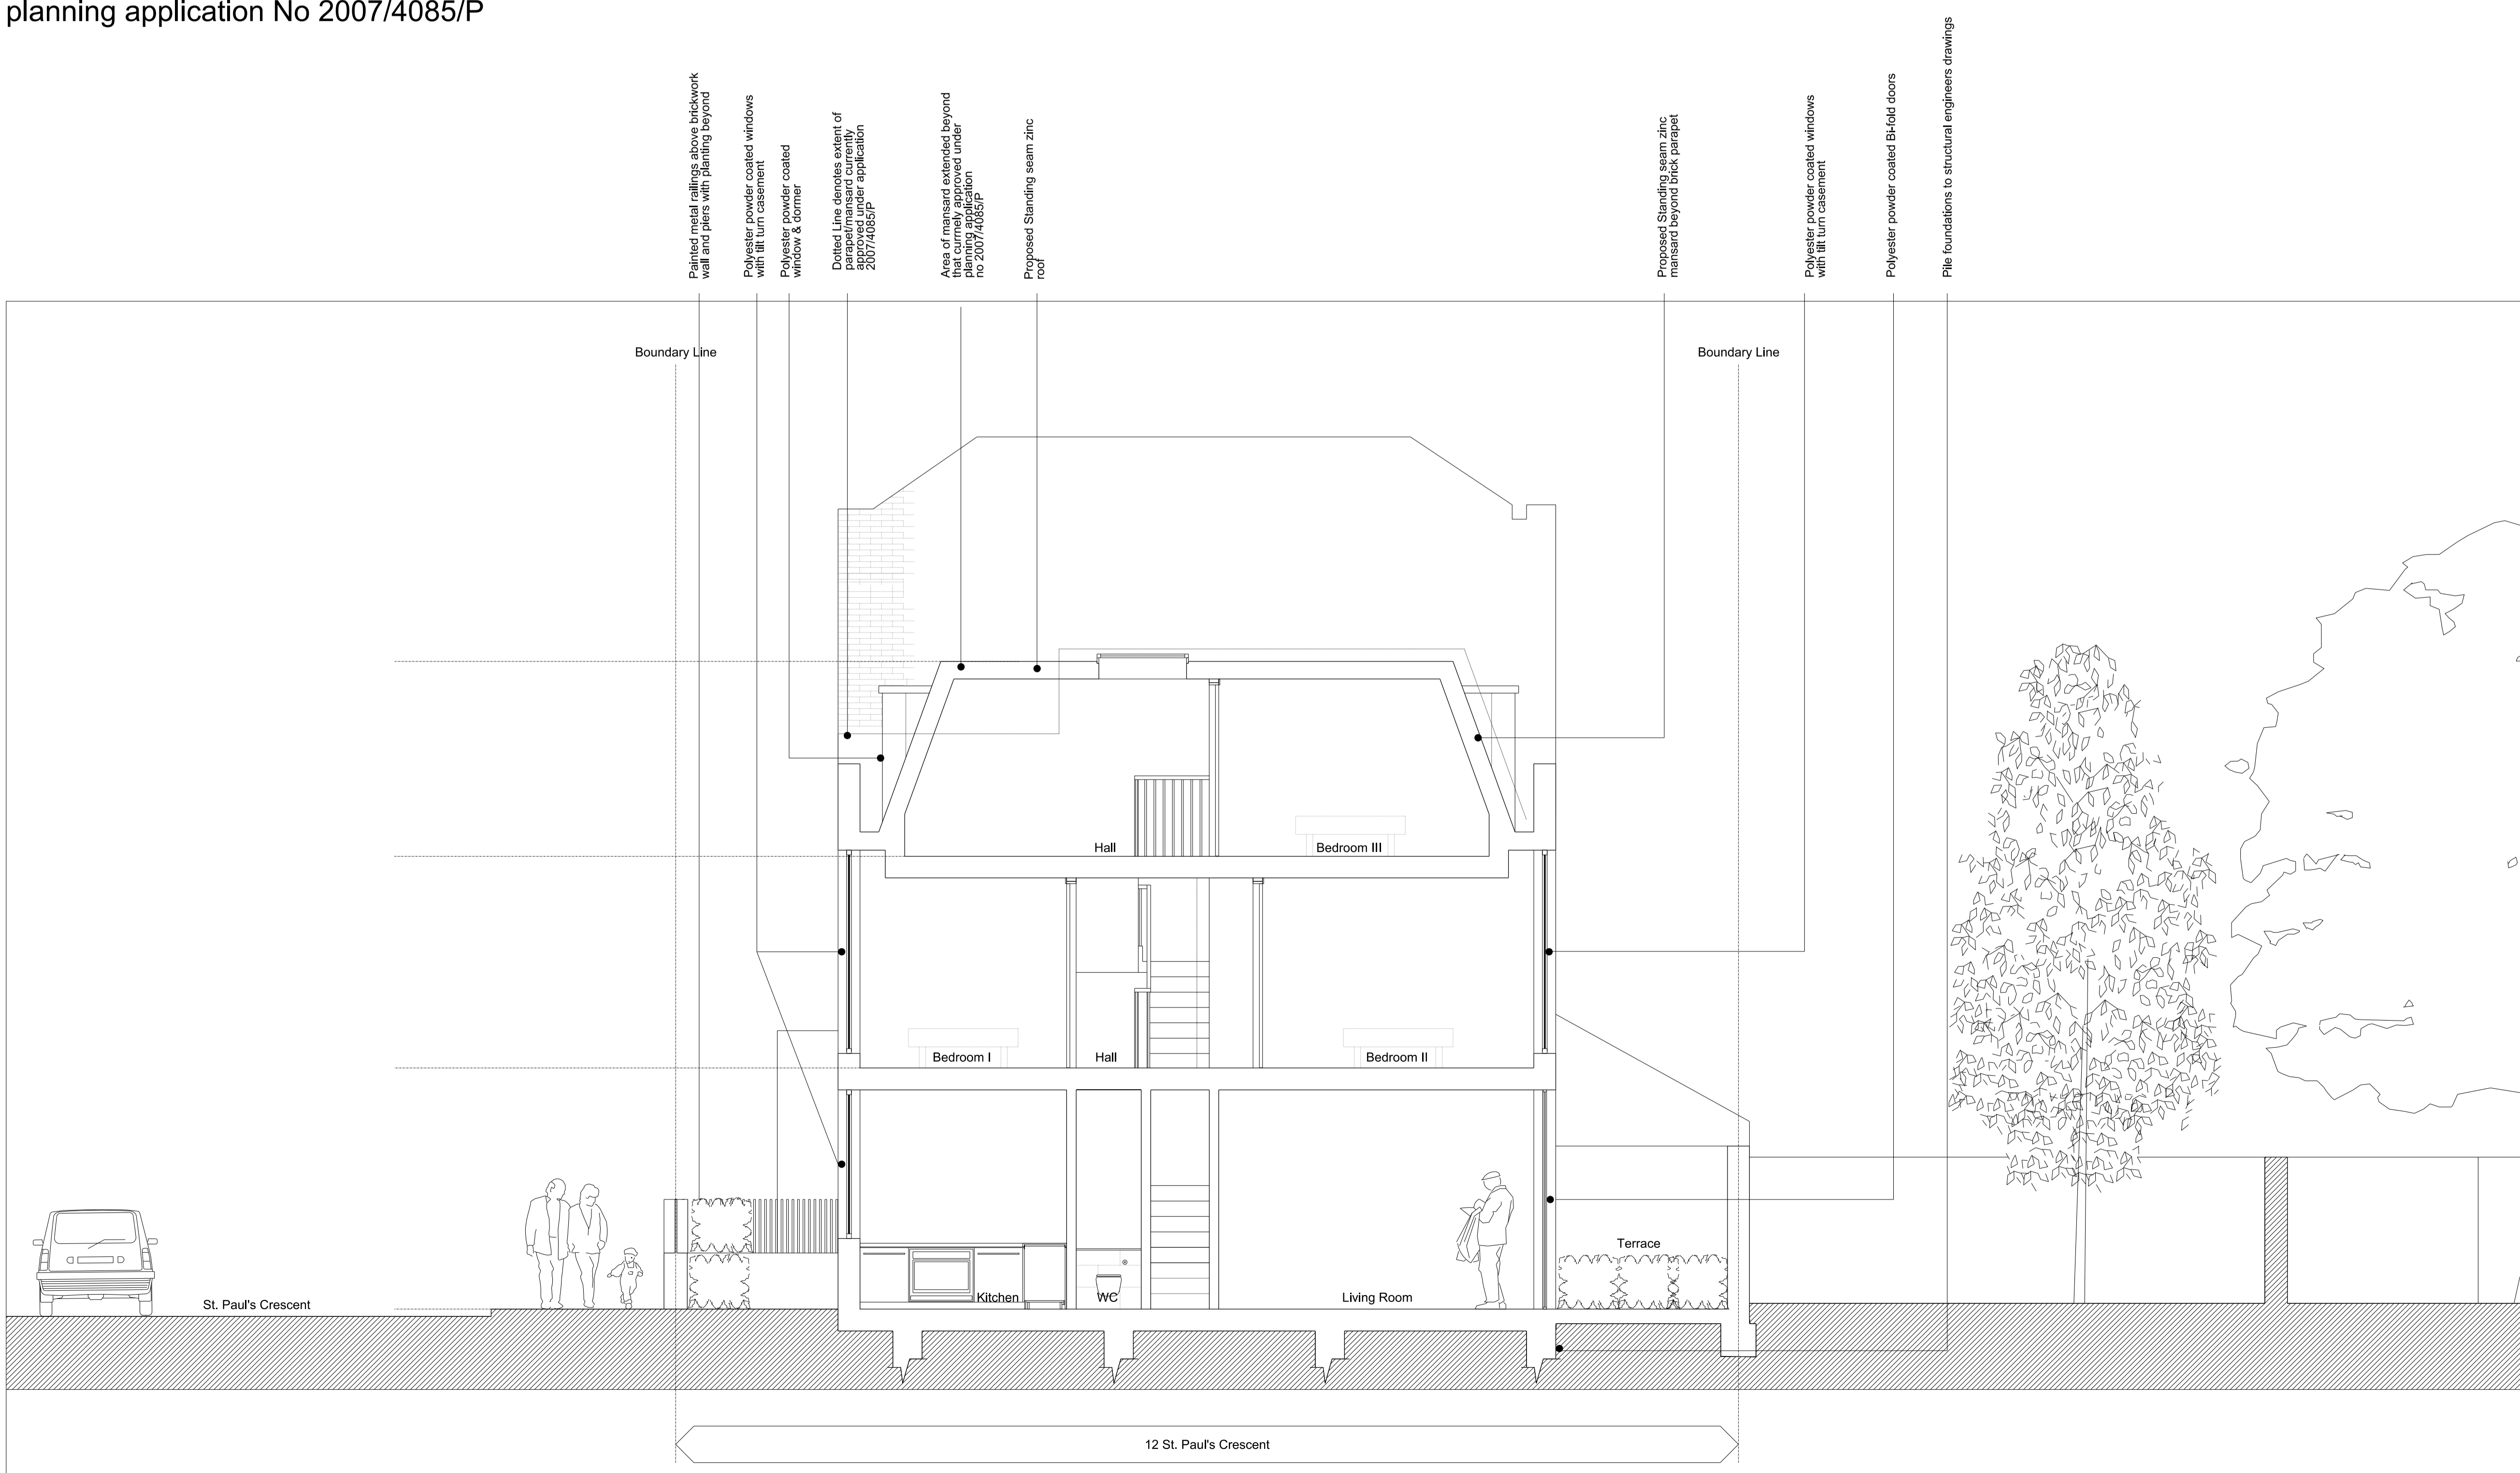 planning application No 2007/4085/P
Painted metal raillings above brickwork
wall and piers with planting beyond
Polyester powder coated windows
with tilt turn casement
Polyester powder coated
window & dormer
Dotted Line denotes extent of
parapet/mansard currently
approved under application
2007/4085/P
Area of mansard extended beyond
that currnely approved under
planning application
no 2007/4085/P
Proposed Standing seam zinc
roof
Proposed Standing seam zinc
mansard beyond brick parapet
Polyester powder coated windows
with tilt turn casement
Polyester powder coated Bi-fold doors
Pile foundations to structural engineers drawings
Boundary Line
Boundary Line
Hall
Bedroom III
Bedroom I
Hall
Bedroom II
Terrace
St. Paul's Crescent
Kitchen
WC
Living Room
12 St. Paul's Crescent